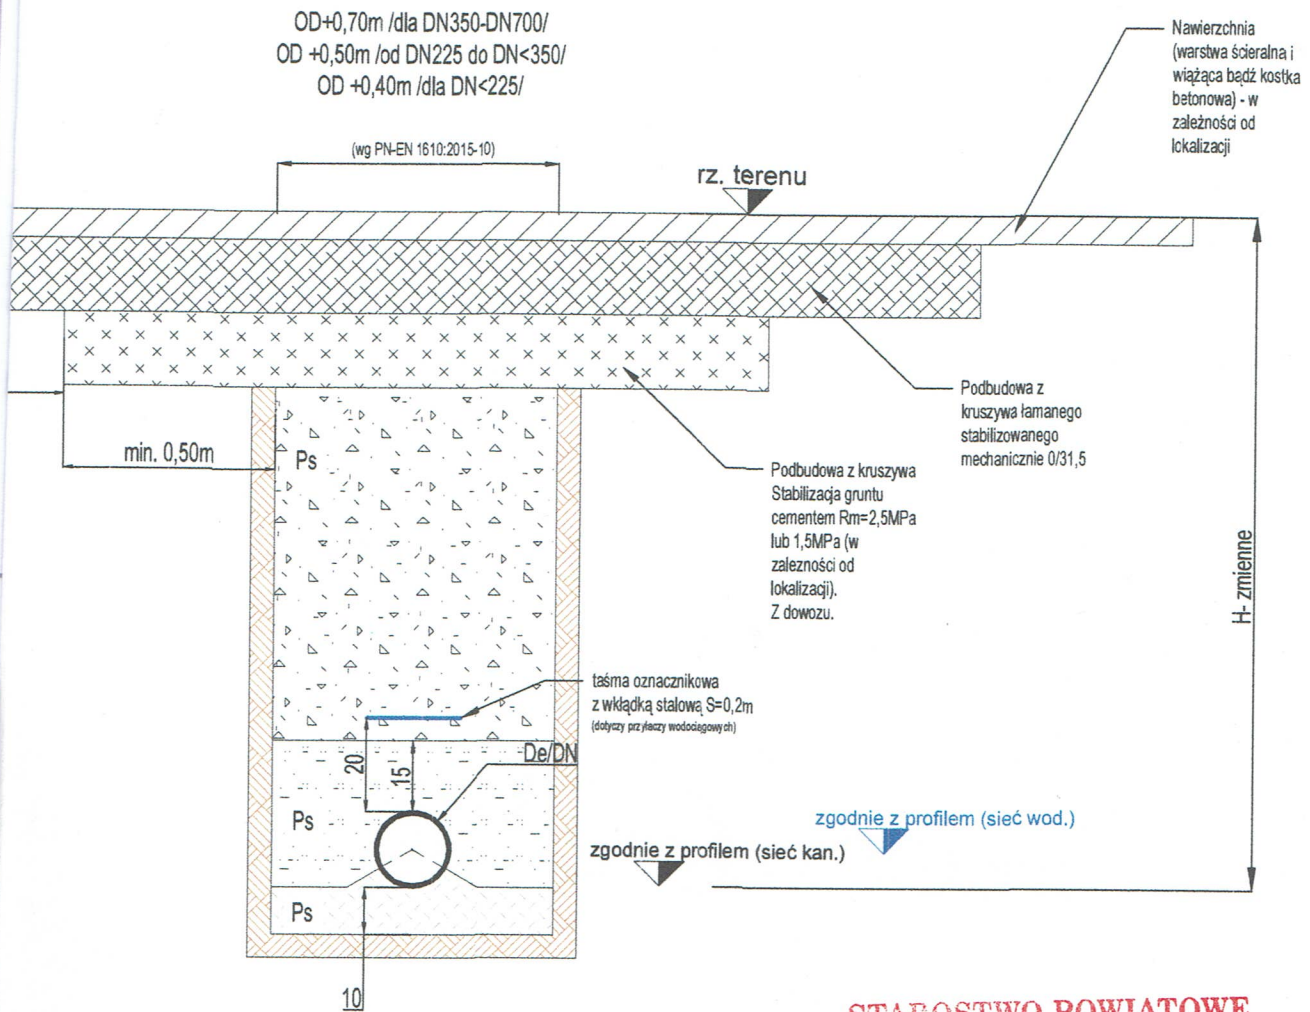 OD+0,70m /dla DN350-DN700/
OD +0,50m /od DN225 do DN<350/
OD +0,40m /dla DN<225/
(wg PN-EN 1610:2015-10)
Nawierzchnia
(warstwa ścieralna i
wiążąca bądź kostka
betonowa) - w
zależności od
lokalizacji
rz. terenu
Podbudowa z
kruszywa łamanego
stabilizowanego
mechanicznie 0/31,5
min. 0,50m
Ps
Podbudowa z kruszywa
Stabilizacja gruntu
cementem Rm=2,5MPa
lub 1,5MPa (w
zalezności od
lokalizacji).
Z dowozu.
H- zmienne
taśma oznacznikowa
z wkłądką stalową S=0,2m
(dotyczy przyłaczy wodociągowych)
20
15
De/DN
Ps
zgodnie z profilem (sieć wod.)
zgodnie z profilem (sieć kan.)
Ps
10
STAROSTWO POWIATOWE